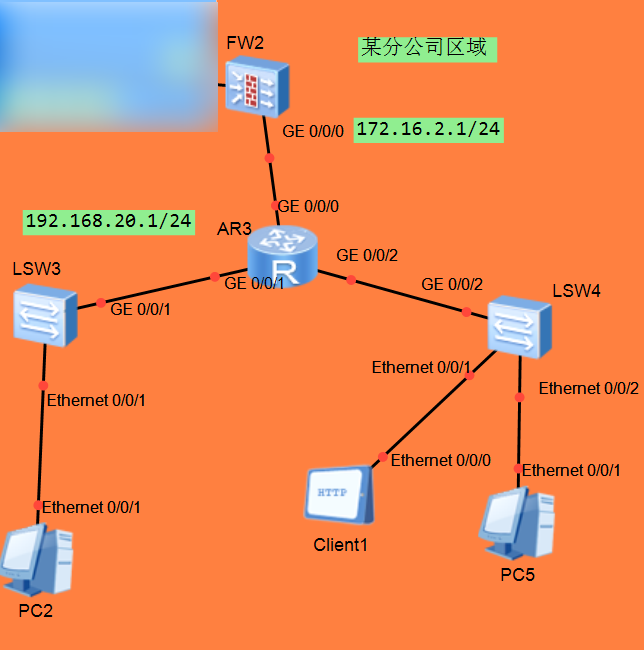 FW2
某分公司区域
GE 0/0/0
172.16.2.1/24
GE 0/0/0
192.168.20.1/24
AR3
GE 0/0/2
LSW3
GE 0/0/1
GE 0/0/2
LSW4
GE 0/0/1
R
Ethernet 0/0/1
Ethernet 0/0/2
Ethernet 0/0/1
Ethernet 0/0/0
Ethernet 0/0/1
HTTP
Ethernet 0/0/1
Client1
PC5
PC2